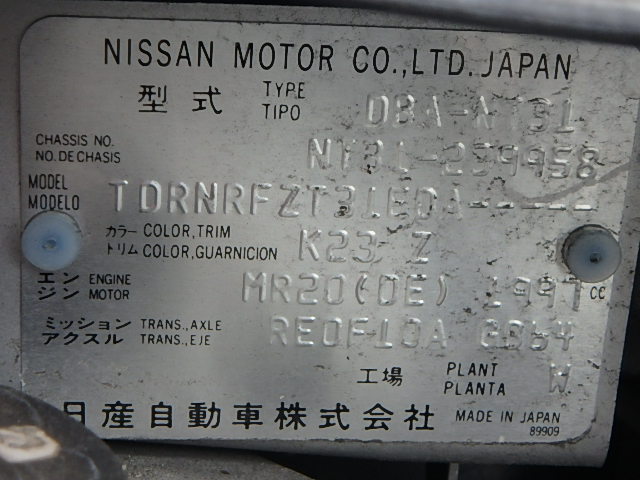 NISSAN MOTOR CO.,LTD. JAPAN
型式 TYPE TIPO DBA-NT31
CHASSIS NO. NO. DE CHASIS NT31-239958
MODEL MODELO TDRNRFZT31EDA-----
カラー COLOR,TRIM トリム COLOR,GUARNICION K23 Z
エンジン ENGINE MOTOR MR20(DE) 1997 cc
ミッション TRANS.,AXLE アクスル TRANS.,EJE RE0F10A GB64
工場 PLANT PLANTA W
日産自動車株式会社 MADE IN JAPAN
89909